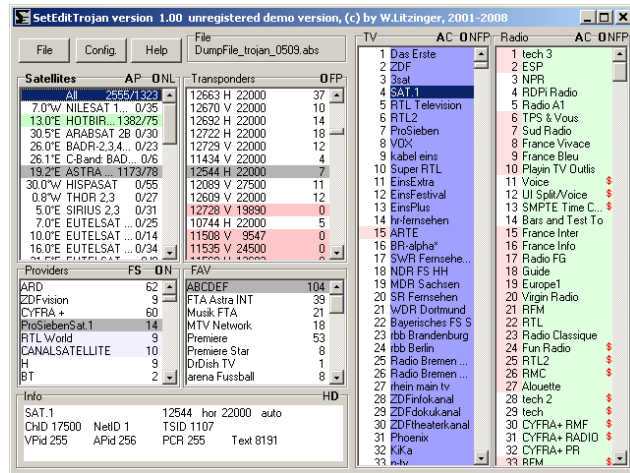 SetEditTrojan version 1.00 unregistered demo version, (c) by W.Litzinger, 2001-2008
File Config. Help
File
DumpFile_trojan_0509.abs
Satellites AP ONL
All 2555/1323
7.0°W NILESAT 1... 0/35
13.0°E HOTBIR... 1382/75
30.5°E ARABSAT 2B 0/30
26.0°E BADR-2,3,4... 0/23
26.1°E C-Band: BAD... 0/6
19.2°E ASTRA ... 1173/78
30.0°W HISPASAT 0/55
0.8°W THOR 2,3 0/27
5.0°E SIRIUS 2,3 0/31
7.0°E EUTELSAT ... 0/25
10.0°E EUTELSAT ... 0/14
16.0°E EUTELSAT ... 0/34
Transponders OFP
12663 H 22000 37
12670 V 22000 10
12692 H 22000 14
12722 H 22000 18
12729 V 22000 12
11434 V 22000 4
12544 H 22000 7
12089 V 27500 11
12609 V 22000 12
12728 V 19890 0
10744 H 22000 5
11508 V 9547 0
11535 V 24500 0
Providers FS ON
ARD 62
ZDFvision 9
CYFRA + 60
ProSiebenSat.1 14
RTL World 9
CANALSATELLITE 10
H 9
BT 2
FAV
ABCDEF 104
FTA Astra INT 39
Musik FTA 21
MTV Network 18
Premiere 53
Premiere Star 8
DrDish TV 1
arena Fussball 8
Info HD
SAT.1 12544 hor 22000 auto
ChID 17500 NetID 1 TSID 1107
VPid 255 APid 256 PCR 255 Text 8191
TV AC ONFP
1 Das Erste
2 ZDF
3 3sat
4 SAT.1
5 RTL Television
6 RTL2
7 ProSieben
8 VOX
9 kabel eins
10 Super RTL
11 EinsExtra
12 EinsFestival
13 EinsPlus
14 hr-fernsehen
15 ARTE
16 BR-alpha*
17 SWR Fernsehe...
18 NDR FS HH
19 MDR Sachsen
20 SR Fernsehen
21 WDR Dortmund
22 Bayerisches FS S
23 rbb Brandenburg
24 rbb Berlin
25 Radio Bremen ...
26 Radio Bremen ...
27 rhein main tv
28 ZDFinfokanal
29 ZDFdokukanal
30 ZDFtheaterkanal
31 Phoenix
32 KiKa
33 n-tv
Radio AC ONFP
1 tech 3
2 ESP
3 NPR
4 RDPi Radio
5 Radio A1
6 TPS & Vous
7 Sud Radio
8 France Vivace
9 France Bleu
10 Playin TV Outlis
11 Voice $
12 UI Split/Voice $
13 SMPTE Time C... $
14 Bars and Test To
15 France Inter
16 France Info
17 Radio FG
18 Guide
19 Europe1
20 Virgin Radio
21 RFM
22 RTL
23 Radio Classique
24 Fun Radio $
25 RTL2 $
26 RMC $
27 Alouette
28 tech 2 $
29 tech $
30 CYFRA+ RMF $
31 CYFRA+ RADIO $
32 CYFRA+ PR
33 BFM $